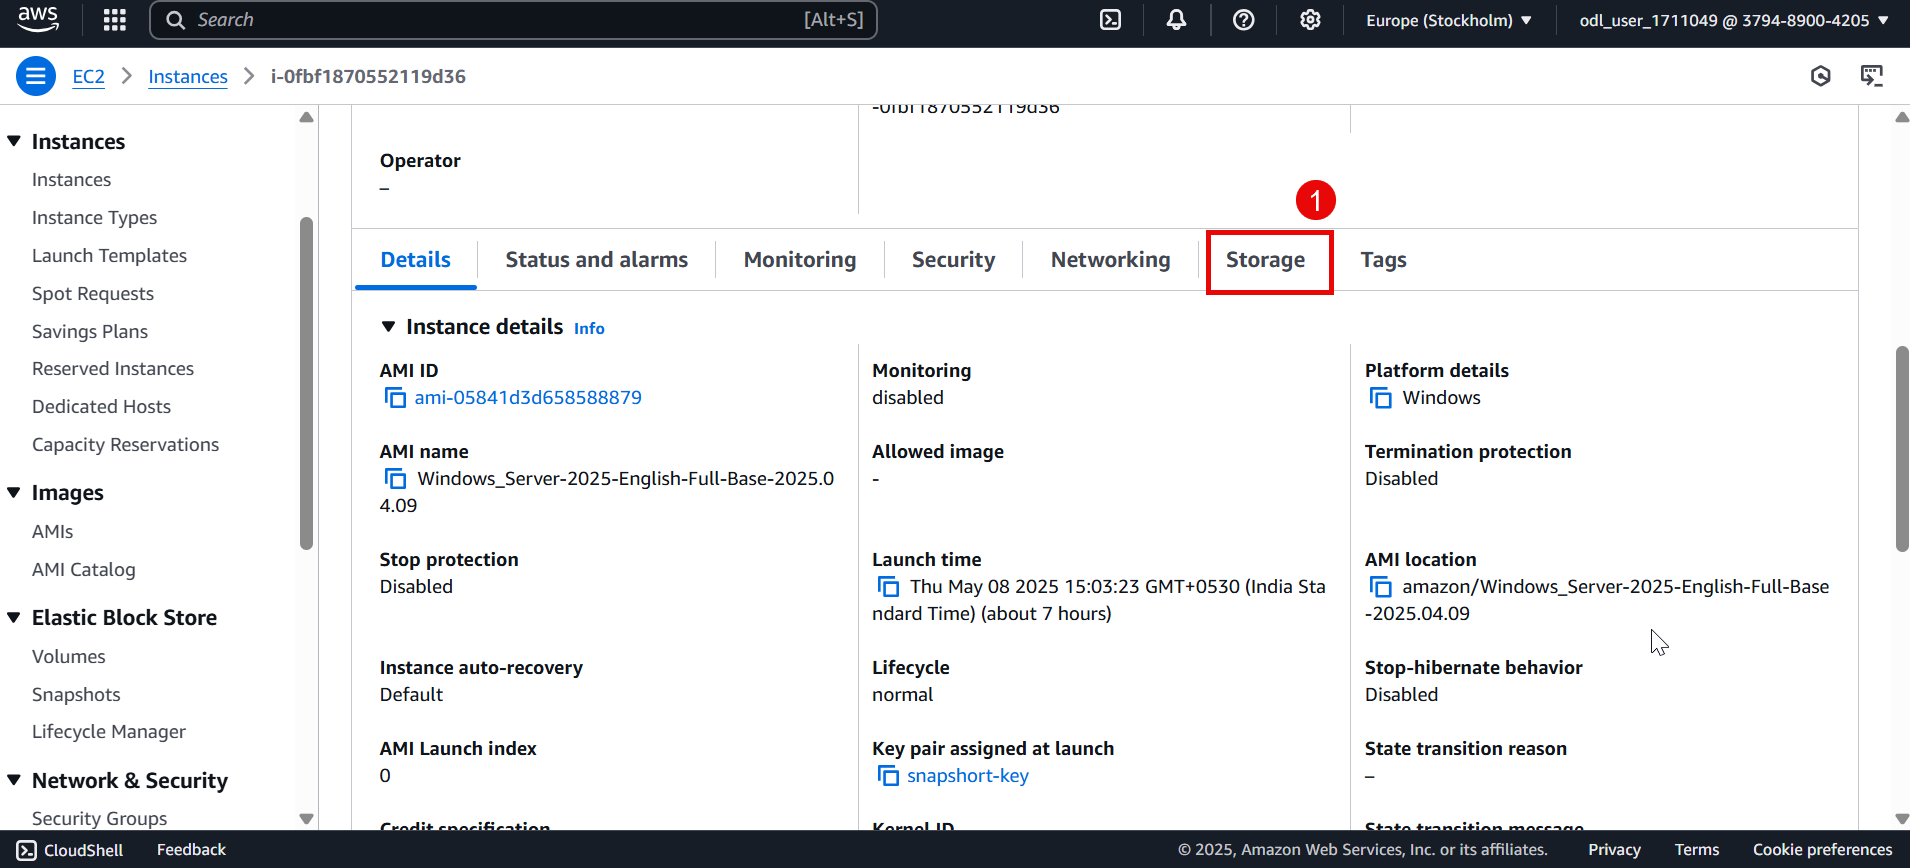 aws
Search
[Alt+S]
Europe (Stockholm)
odl_user_1711049 @ 3794-8900-4205
EC2
Instances
i-0fbf1870552119d36
Instances
Instances
Instance Types
Launch Templates
Spot Requests
Savings Plans
Reserved Instances
Dedicated Hosts
Capacity Reservations
Images
AMIs
AMI Catalog
Elastic Block Store
Volumes
Snapshots
Lifecycle Manager
Network & Security
Security Groups
-0fbf1870552119d36
Operator
–
1
Details
Status and alarms
Monitoring
Security
Networking
Storage
Tags
Instance details Info
AMI ID
ami-05841d3d658588879
Monitoring
disabled
Platform details
Windows
AMI name
Windows_Server-2025-English-Full-Base-2025.0
4.09
Allowed image
-
Termination protection
Disabled
Stop protection
Disabled
Launch time
Thu May 08 2025 15:03:23 GMT+0530 (India Sta
ndard Time) (about 7 hours)
AMI location
amazon/Windows_Server-2025-English-Full-Base
-2025.04.09
Instance auto-recovery
Default
Lifecycle
normal
Stop-hibernate behavior
Disabled
AMI Launch index
0
Key pair assigned at launch
snapshort-key
State transition reason
–
Credit specification
Kernel ID
State transition message
CloudShell
Feedback
© 2025, Amazon Web Services, Inc. or its affiliates.
Privacy
Terms
Cookie preferences